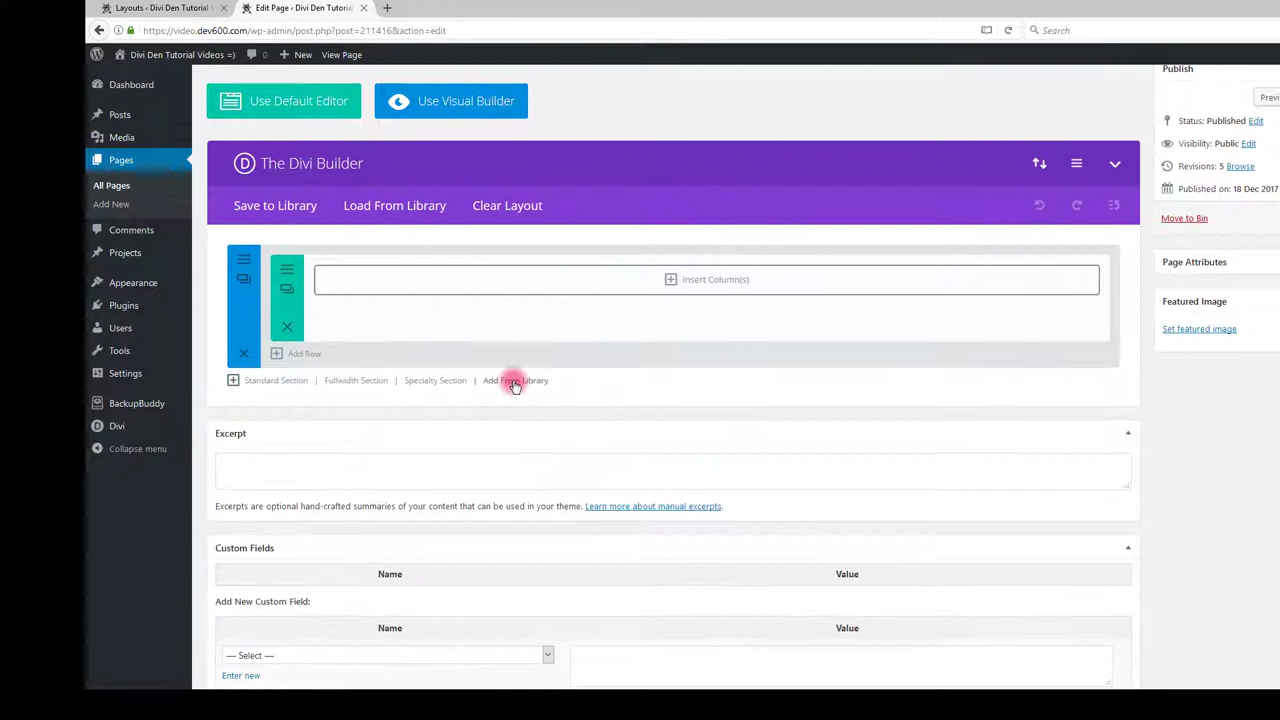 Layouts ‹ Divi Den Tutorial
Edit Page ‹ Divi Den Tutorial
https://video.dev600.com/wp-admin/post.php?post=211416&action=edit
Search
Divi Den Tutorial Videos =)
0
New
View Page
Dashboard
Posts
Media
Pages
All Pages
Add New
Comments
Projects
Appearance
Plugins
Users
Tools
Settings
BackupBuddy
Divi
Collapse menu
Use Default Editor
Use Visual Builder
The Divi Builder
Save to Library
Load From Library
Clear Layout
Insert Column(s)
Add Row
Standard Section | Fullwidth Section | Specialty Section | Add From Library
Excerpt
Excerpts are optional hand-crafted summaries of your content that can be used in your theme. Learn more about manual excerpts.
Custom Fields
Name Value
Add New Custom Field:
Name Value
— Select —
Enter new
Publish
Previ
Status: Published Edit
Visibility: Public Edit
Revisions: 5 Browse
Published on: 18 Dec 2017
Move to Bin
Page Attributes
Featured Image
Set featured image